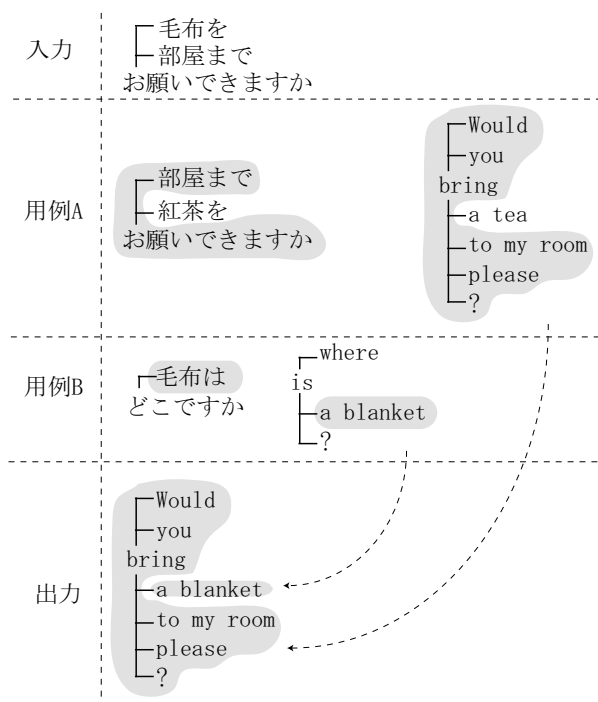 入力
毛布を
部屋まで
お願いできますか
用例A
部屋まで
紅茶を
お願いできますか
Would
you
bring
a tea
to my room
please
?
用例B
毛布は
どこですか
where
is
a blanket
?
出力
Would
you
bring
a blanket
to my room
please
?